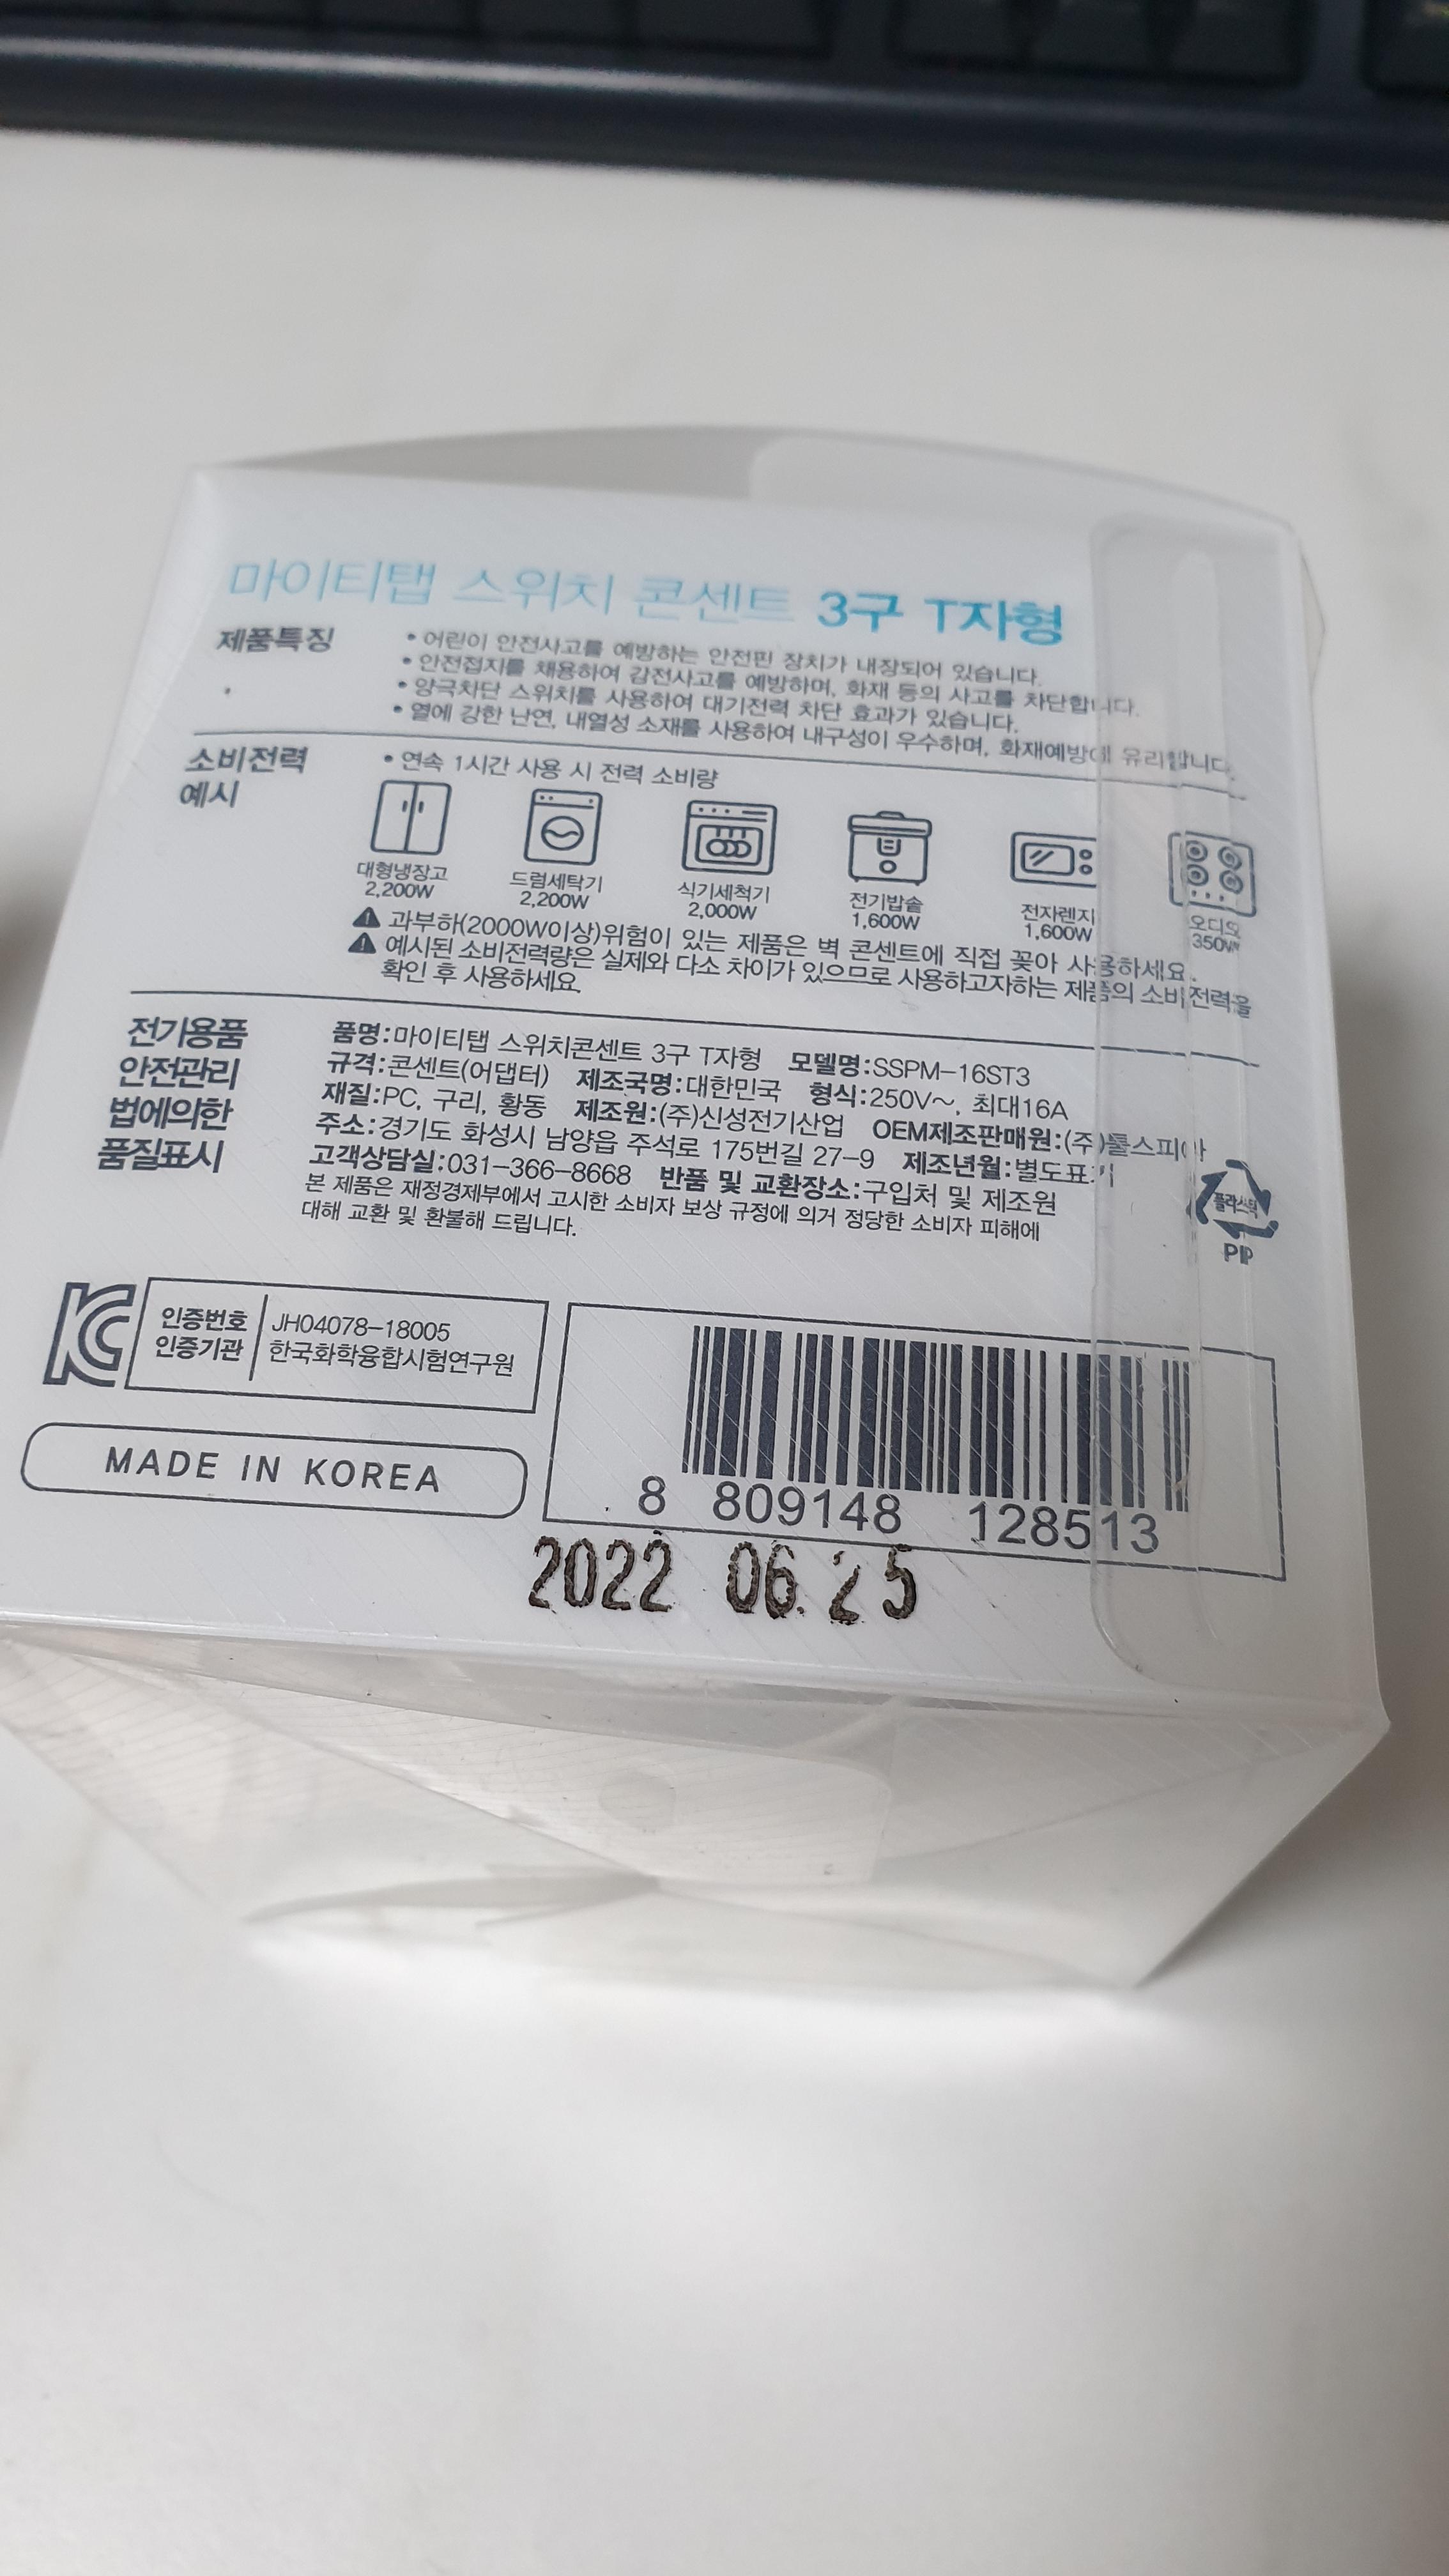 마이티탭 스위치 콘센트 3구 T자형
제품특징
• 어린이 안전사고를 예방하는 안전핀 장치가 내장되어 있습니다.
• 안전접지를 채용하여 감전사고를 예방하며, 화재 등의 사고를 차단합니다.
• 양극차단 스위치를 사용하여 대기전력 차단 효과가 있습니다.
• 열에 강한 난연, 내열성 소재를 사용하여 내구성이 우수하며, 화재예방에 유리합니다.
소비전력
예시
• 연속 1시간 사용 시 전력 소비량
대형냉장고 드럼세탁기 식기세척기 전기밥솥 전자렌지 오디오
2,200W 2,200W 2,000W 1,600W 1,600W 350W
과부하(2000W이상)위험이 있는 제품은 벽 콘센트에 직접 꽂아 사용하세요.
예시된 소비전력량은 실제와 다소 차이가 있으므로 사용하고자하는 제품의 소비전력을
확인 후 사용하세요.
전기용품
안전관리
법에의한
품질표시
품명:마이티탭 스위치콘센트 3구 T자형 모델명:SSPM-16ST3
규격:콘센트(어댑터) 제조국명:대한민국 형식:250V~, 최대16A
재질:PC, 구리, 황동 제조원:(주)신성전기산업 OEM제조판매원:(주)툴스피아
주소:경기도 화성시 남양읍 주석로 175번길 27-9 제조년월:별도표기
고객상담실:031-366-8668 반품 및 교환장소:구입처 및 제조원
본 제품은 재정경제부에서 고시한 소비자 보상 규정에 의거 정당한 소비자 피해에
대해 교환 및 환불해 드립니다.
플라스틱
PP
인증번호 JH04078-18005
인증기관 한국화학융합시험연구원
MADE IN KOREA
8 809148 128513
2022 06.25